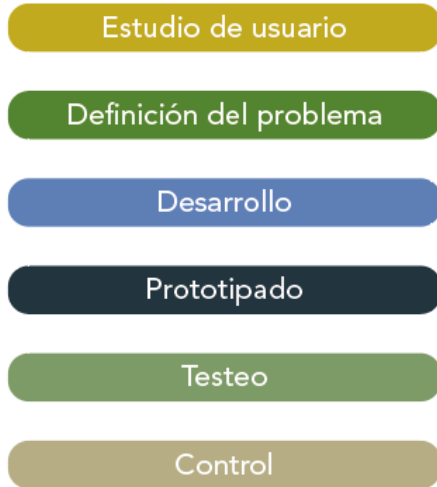 Estudio de usuario
Definición del problema
Desarrollo
Prototipado
Testeo
Control